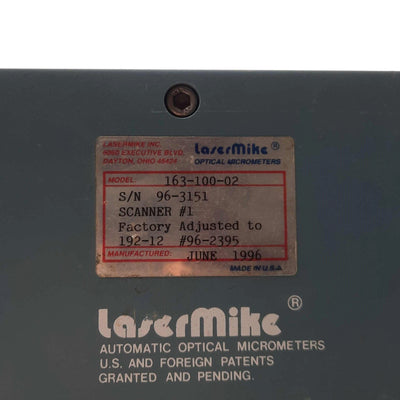 LASERMIKE INC.
6060 EXECUTIVE BLVD.
DAYTON, OHIO 45424
LaserMike®
OPTICAL MICROMETERS
MODEL: 163-100-02
S/N 96-3151
SCANNER #1
Factory Adjusted to
192-12 #96-2395
MANUFACTURED: JUNE 1996
MADE IN U.S.A.
LaserMike®
AUTOMATIC OPTICAL MICROMETERS
U.S. AND FOREIGN PATENTS
GRANTED AND PENDING.